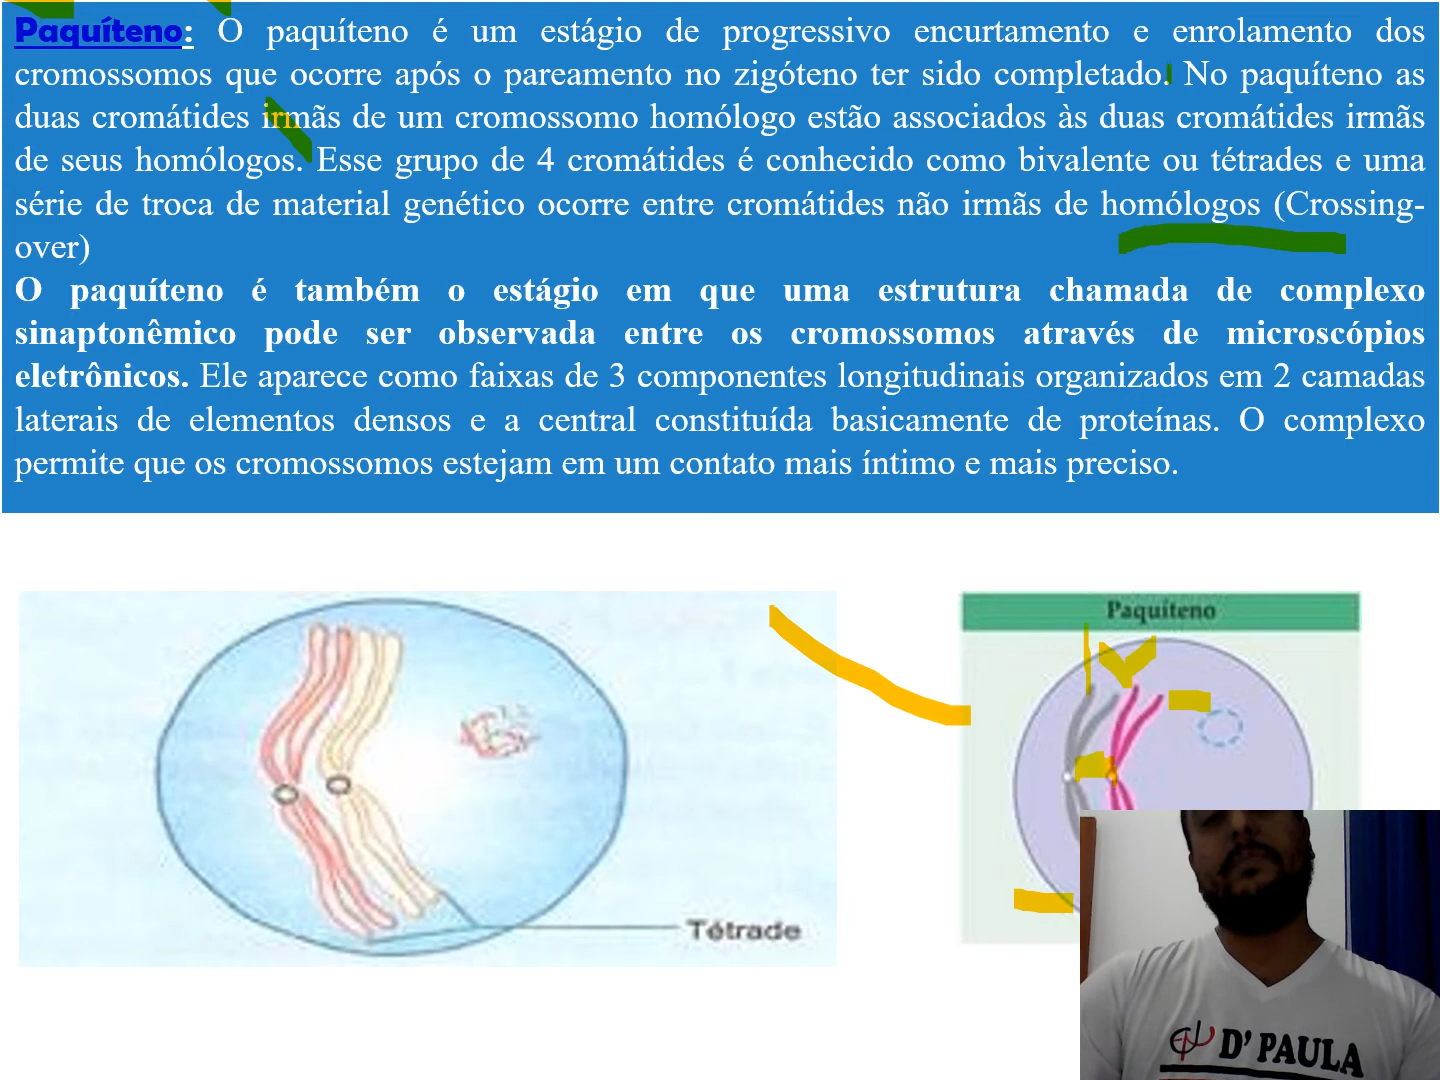 Paquíteno: O paquíteno é um estágio de progressivo encurtamento e enrolamento dos
cromossomos que ocorre após o pareamento no zigóteno ter sido completado. No paquíteno as
duas cromátides irmãs de um cromossomo homólogo estão associados às duas cromátides irmãs
de seus homólogos. Esse grupo de 4 cromátides é conhecido como bivalente ou tétrades e uma
série de troca de material genético ocorre entre cromátides não irmãs de homólogos (Crossing-
over)
O paquíteno é também o estágio em que uma estrutura chamada de complexo
sinaptonêmico pode ser observada entre os cromossomos através de microscópios
eletrônicos. Ele aparece como faixas de 3 componentes longitudinais organizados em 2 camadas
laterais de elementos densos e a central constituída basicamente de proteínas. O complexo
permite que os cromossomos estejam em um contato mais íntimo e mais preciso.
Paquíteno
Tétrade
D' PAULA